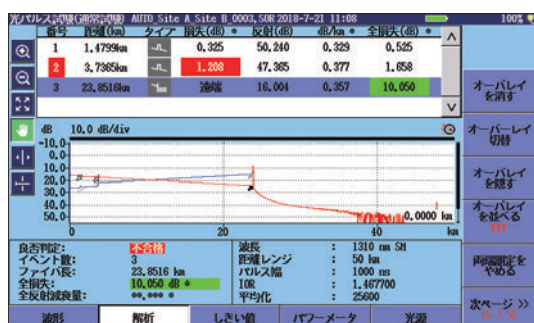 光パルス試験(通常試験) AUTO_Site A_Site B_0003.SOR 2018-7-21 11:08 100%
番号 距離(km) タイプ 損失(dB) * 反射(dB) dB/km * 全損失(dB) *
1 1.4799km 0.325 50.240 0.329 0.525
2 3.7365km 1.208 47.365 0.377 1.658
3 23.8516km 遠端 16.004 0.357 10.050
dB 10.0 dB/div
-10.0
0.0
10.0
20.0
30.0
40.0
50.0
0.0000 km
0 20 40 km
良否判定: 不合格
イベント数: 3
ファイバ長: 23.8516 km
全損失: 10.050 dB *
全反射減衰量: **.*** *
波長 : 1310 nm SM
距離レンジ : 50 km
パルス幅 : 1000 ns
IOR : 1.467700
平均化 : 25600
オーバレイを消す
オーバーレイ切替
オーバレイを隠す
オーバレイを並べる
両端測定をやめる
次ページ >>
波形 解析 しきい値 パワーメータ 光源